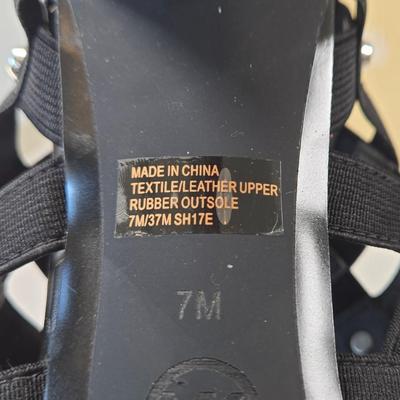 MADE IN CHINA
TEXTILE/LEATHER UPPER
RUBBER OUTSOLE
7M/37M SH17E
7M